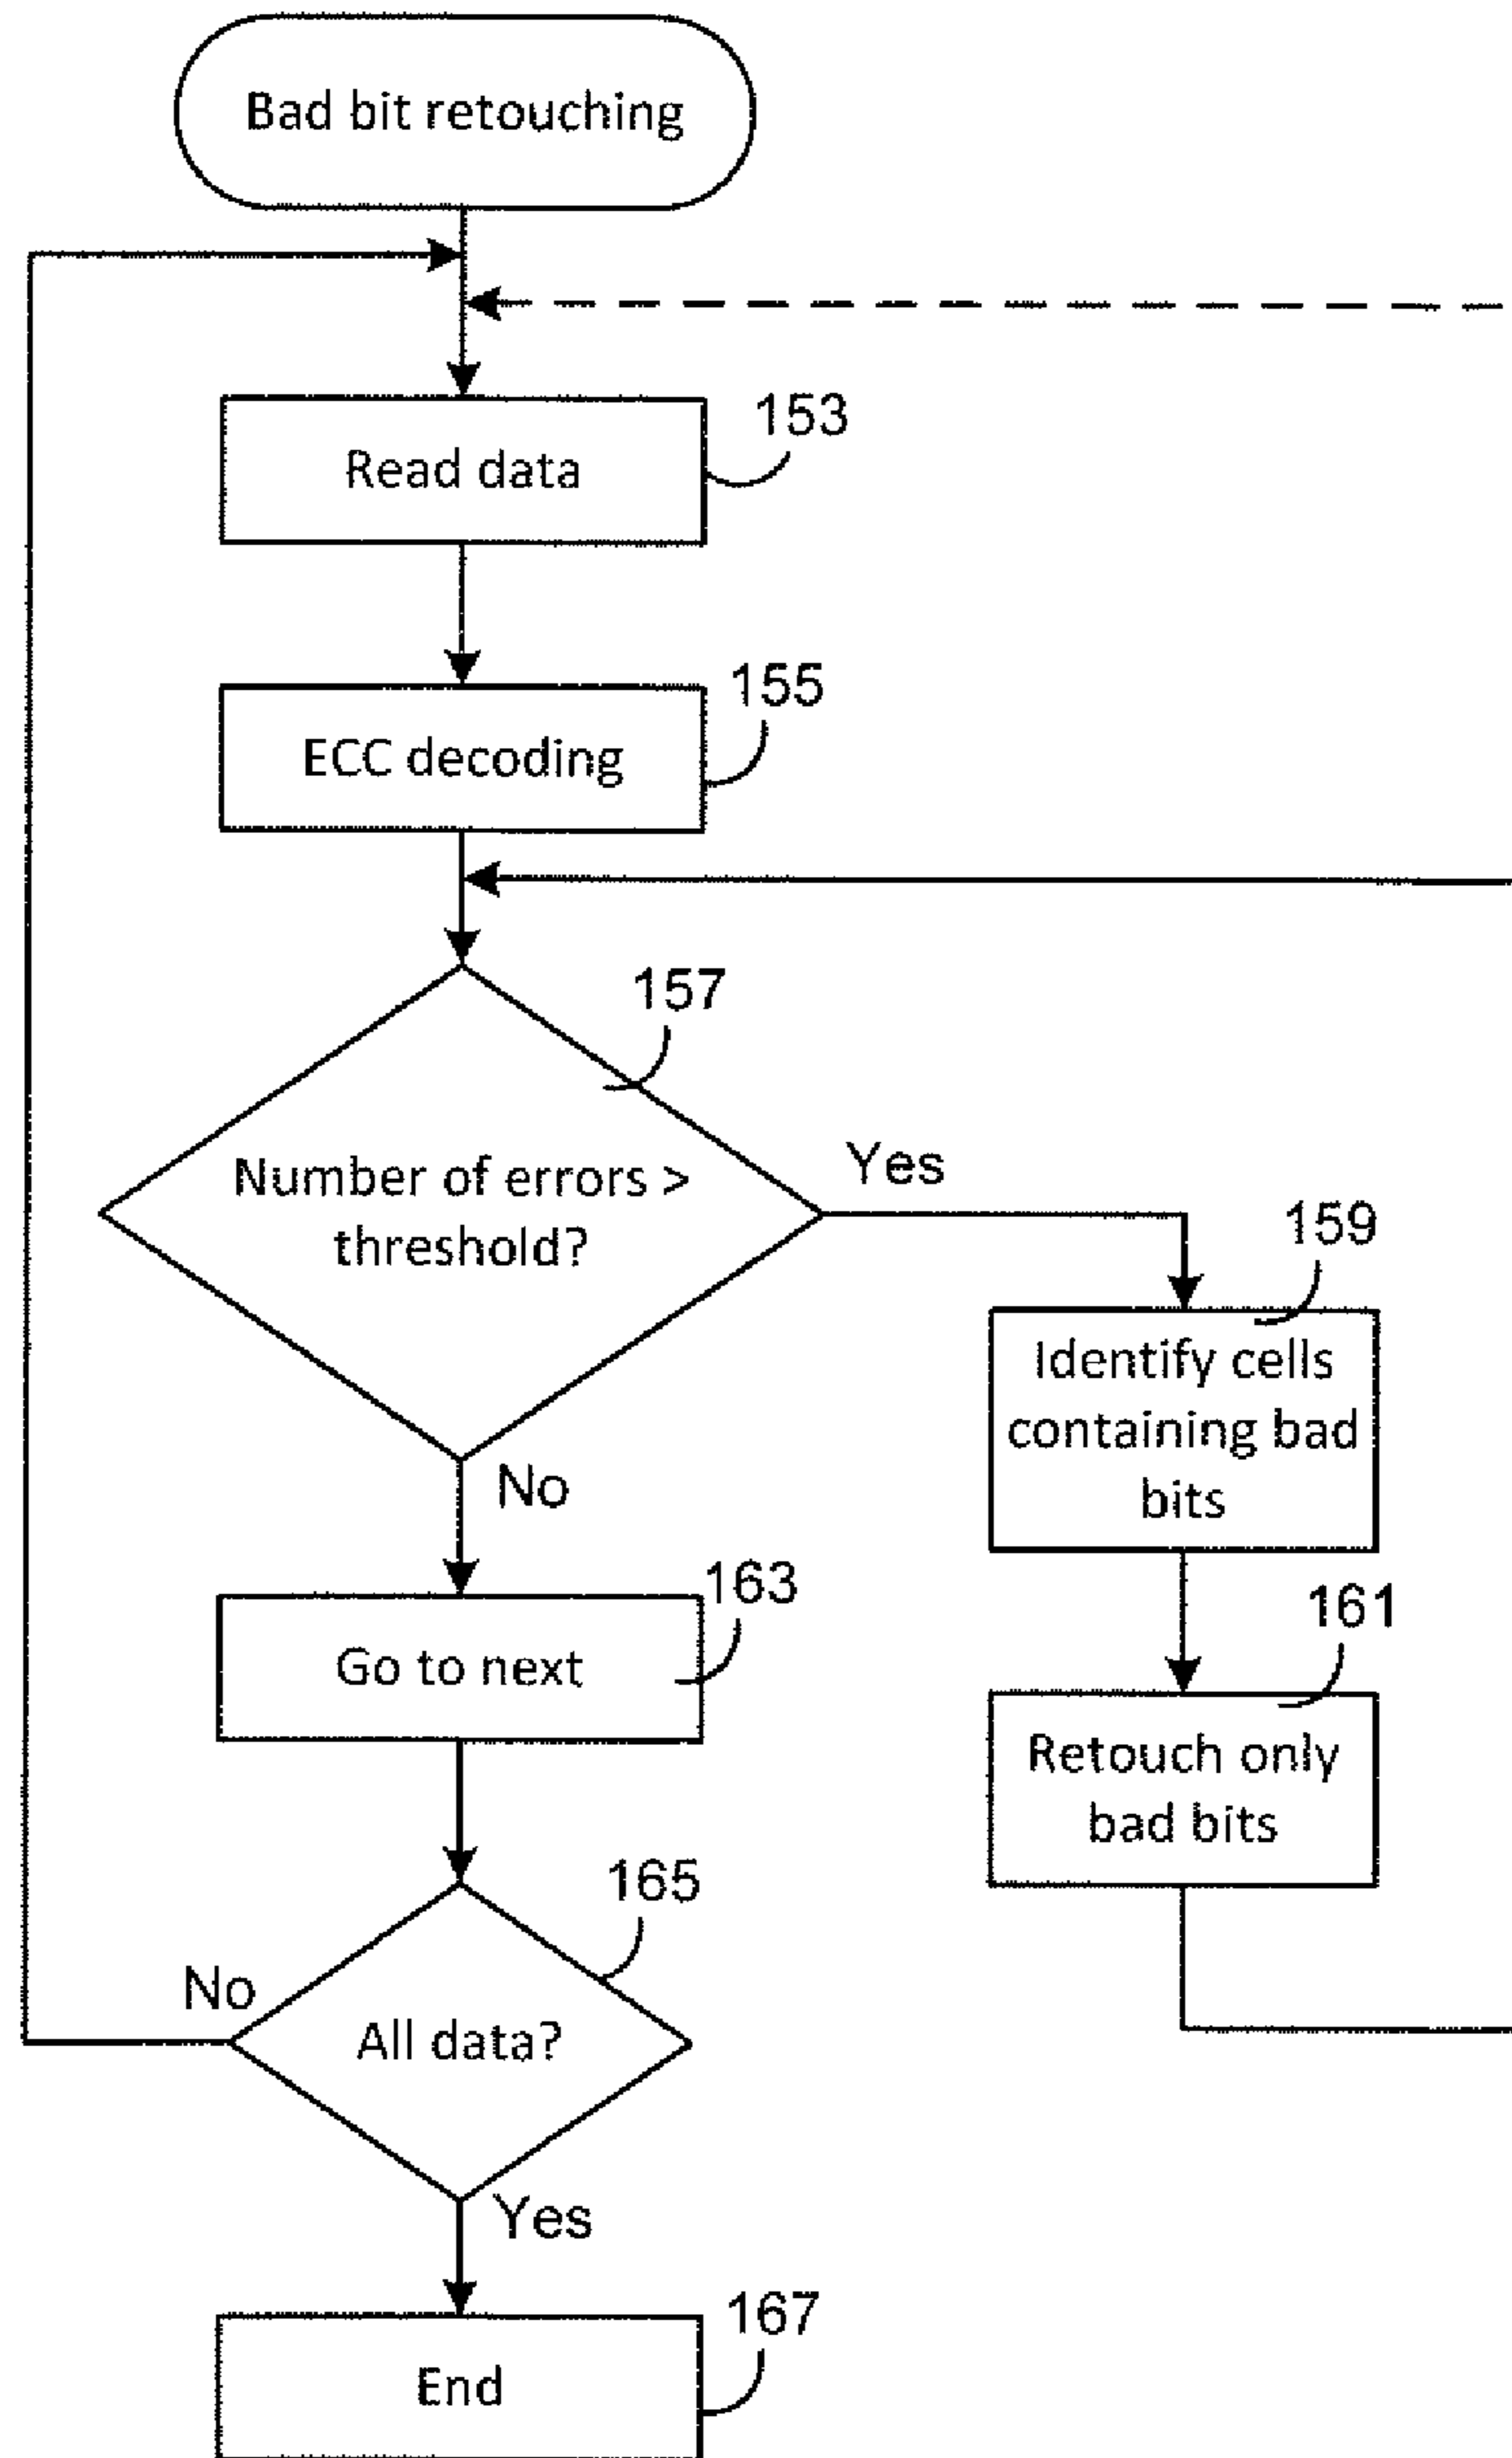 Bad bit retouching
153
Read data
155
ECC decoding
157
Number of errors >
threshold?
Yes
159
Identify cells
containing bad
bits
No
163
Go to next
161
Retouch only
bad bits
165
No
All data?
Yes
167
End